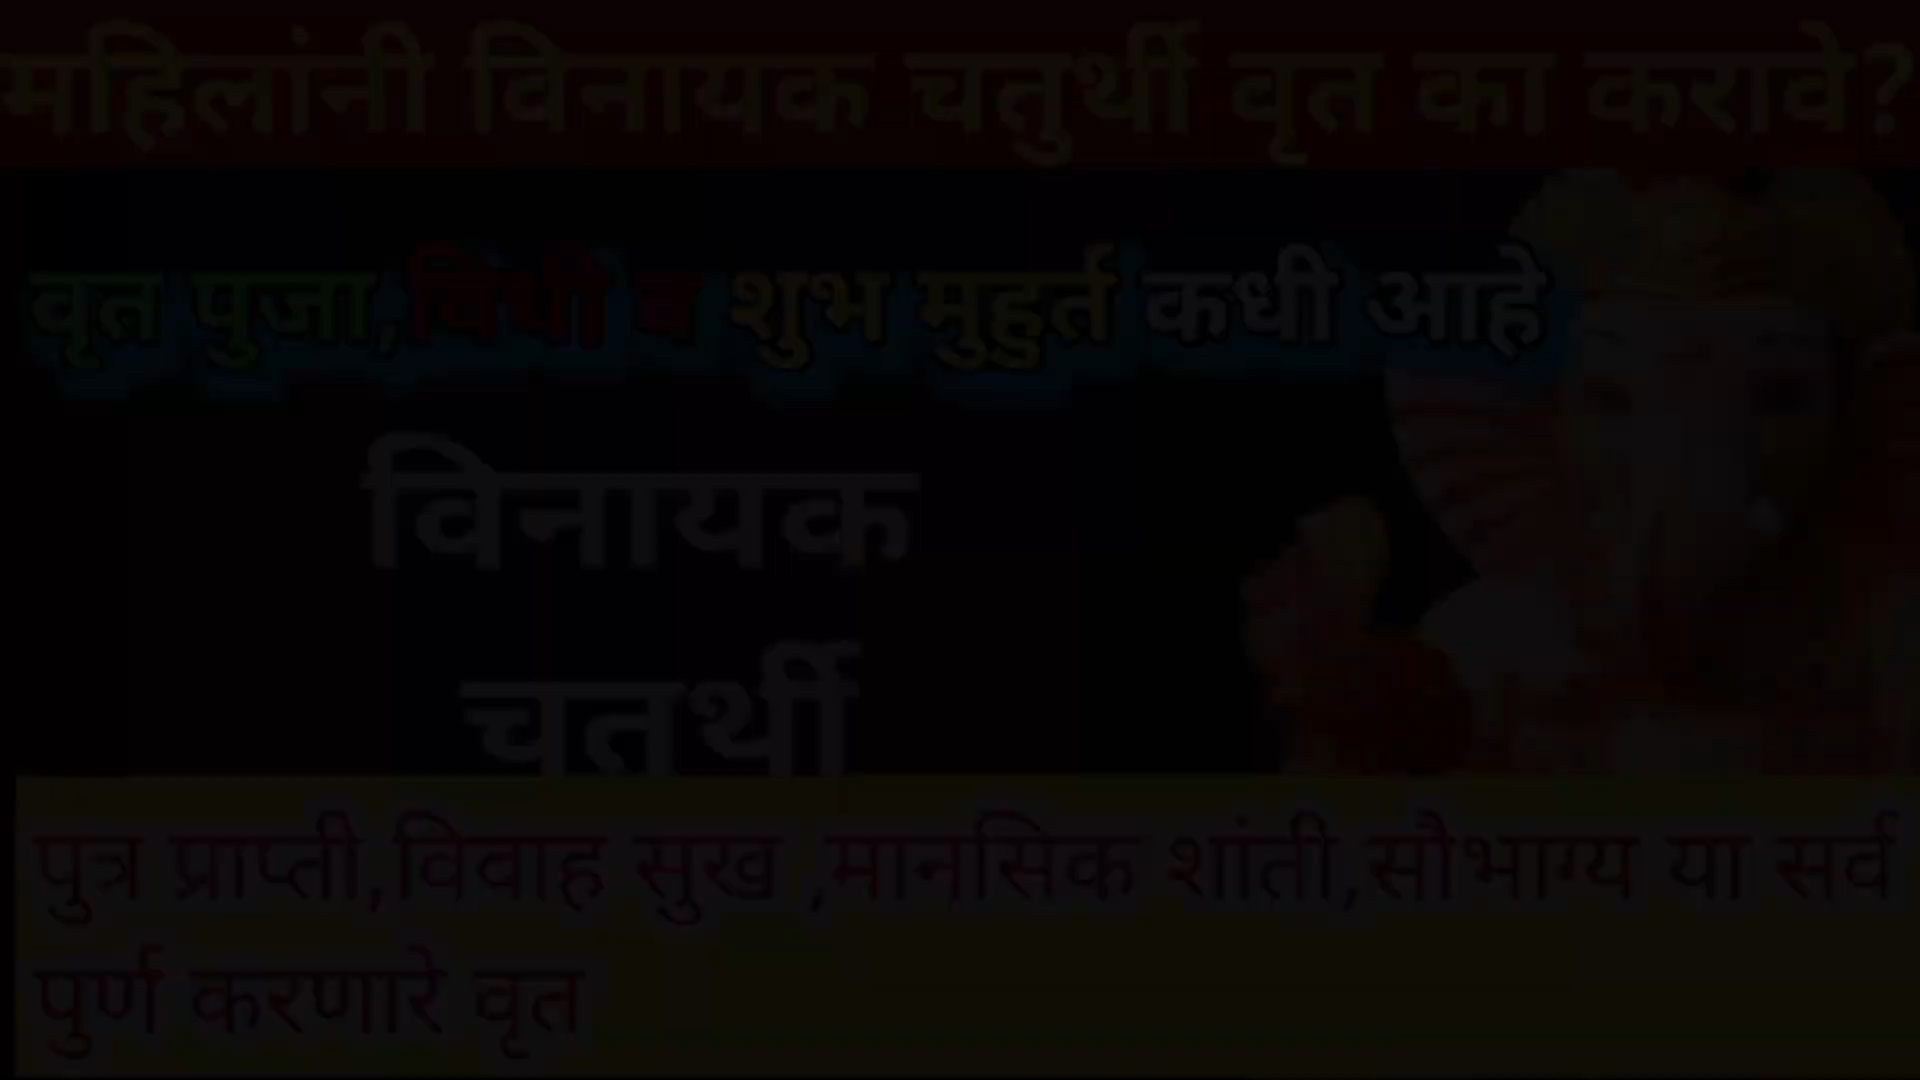 महिलांनी विनायक चतुर्थी वृत का करावे?
वृत पुजा,विधी व शुभ मुहुर्त कधी आहे
विनायक
चतुर्थी
पुत्र प्राप्ती,विवाह सुख ,मानसिक शांती,सौभाग्य या सर्व
पुर्ण करणारे वृत